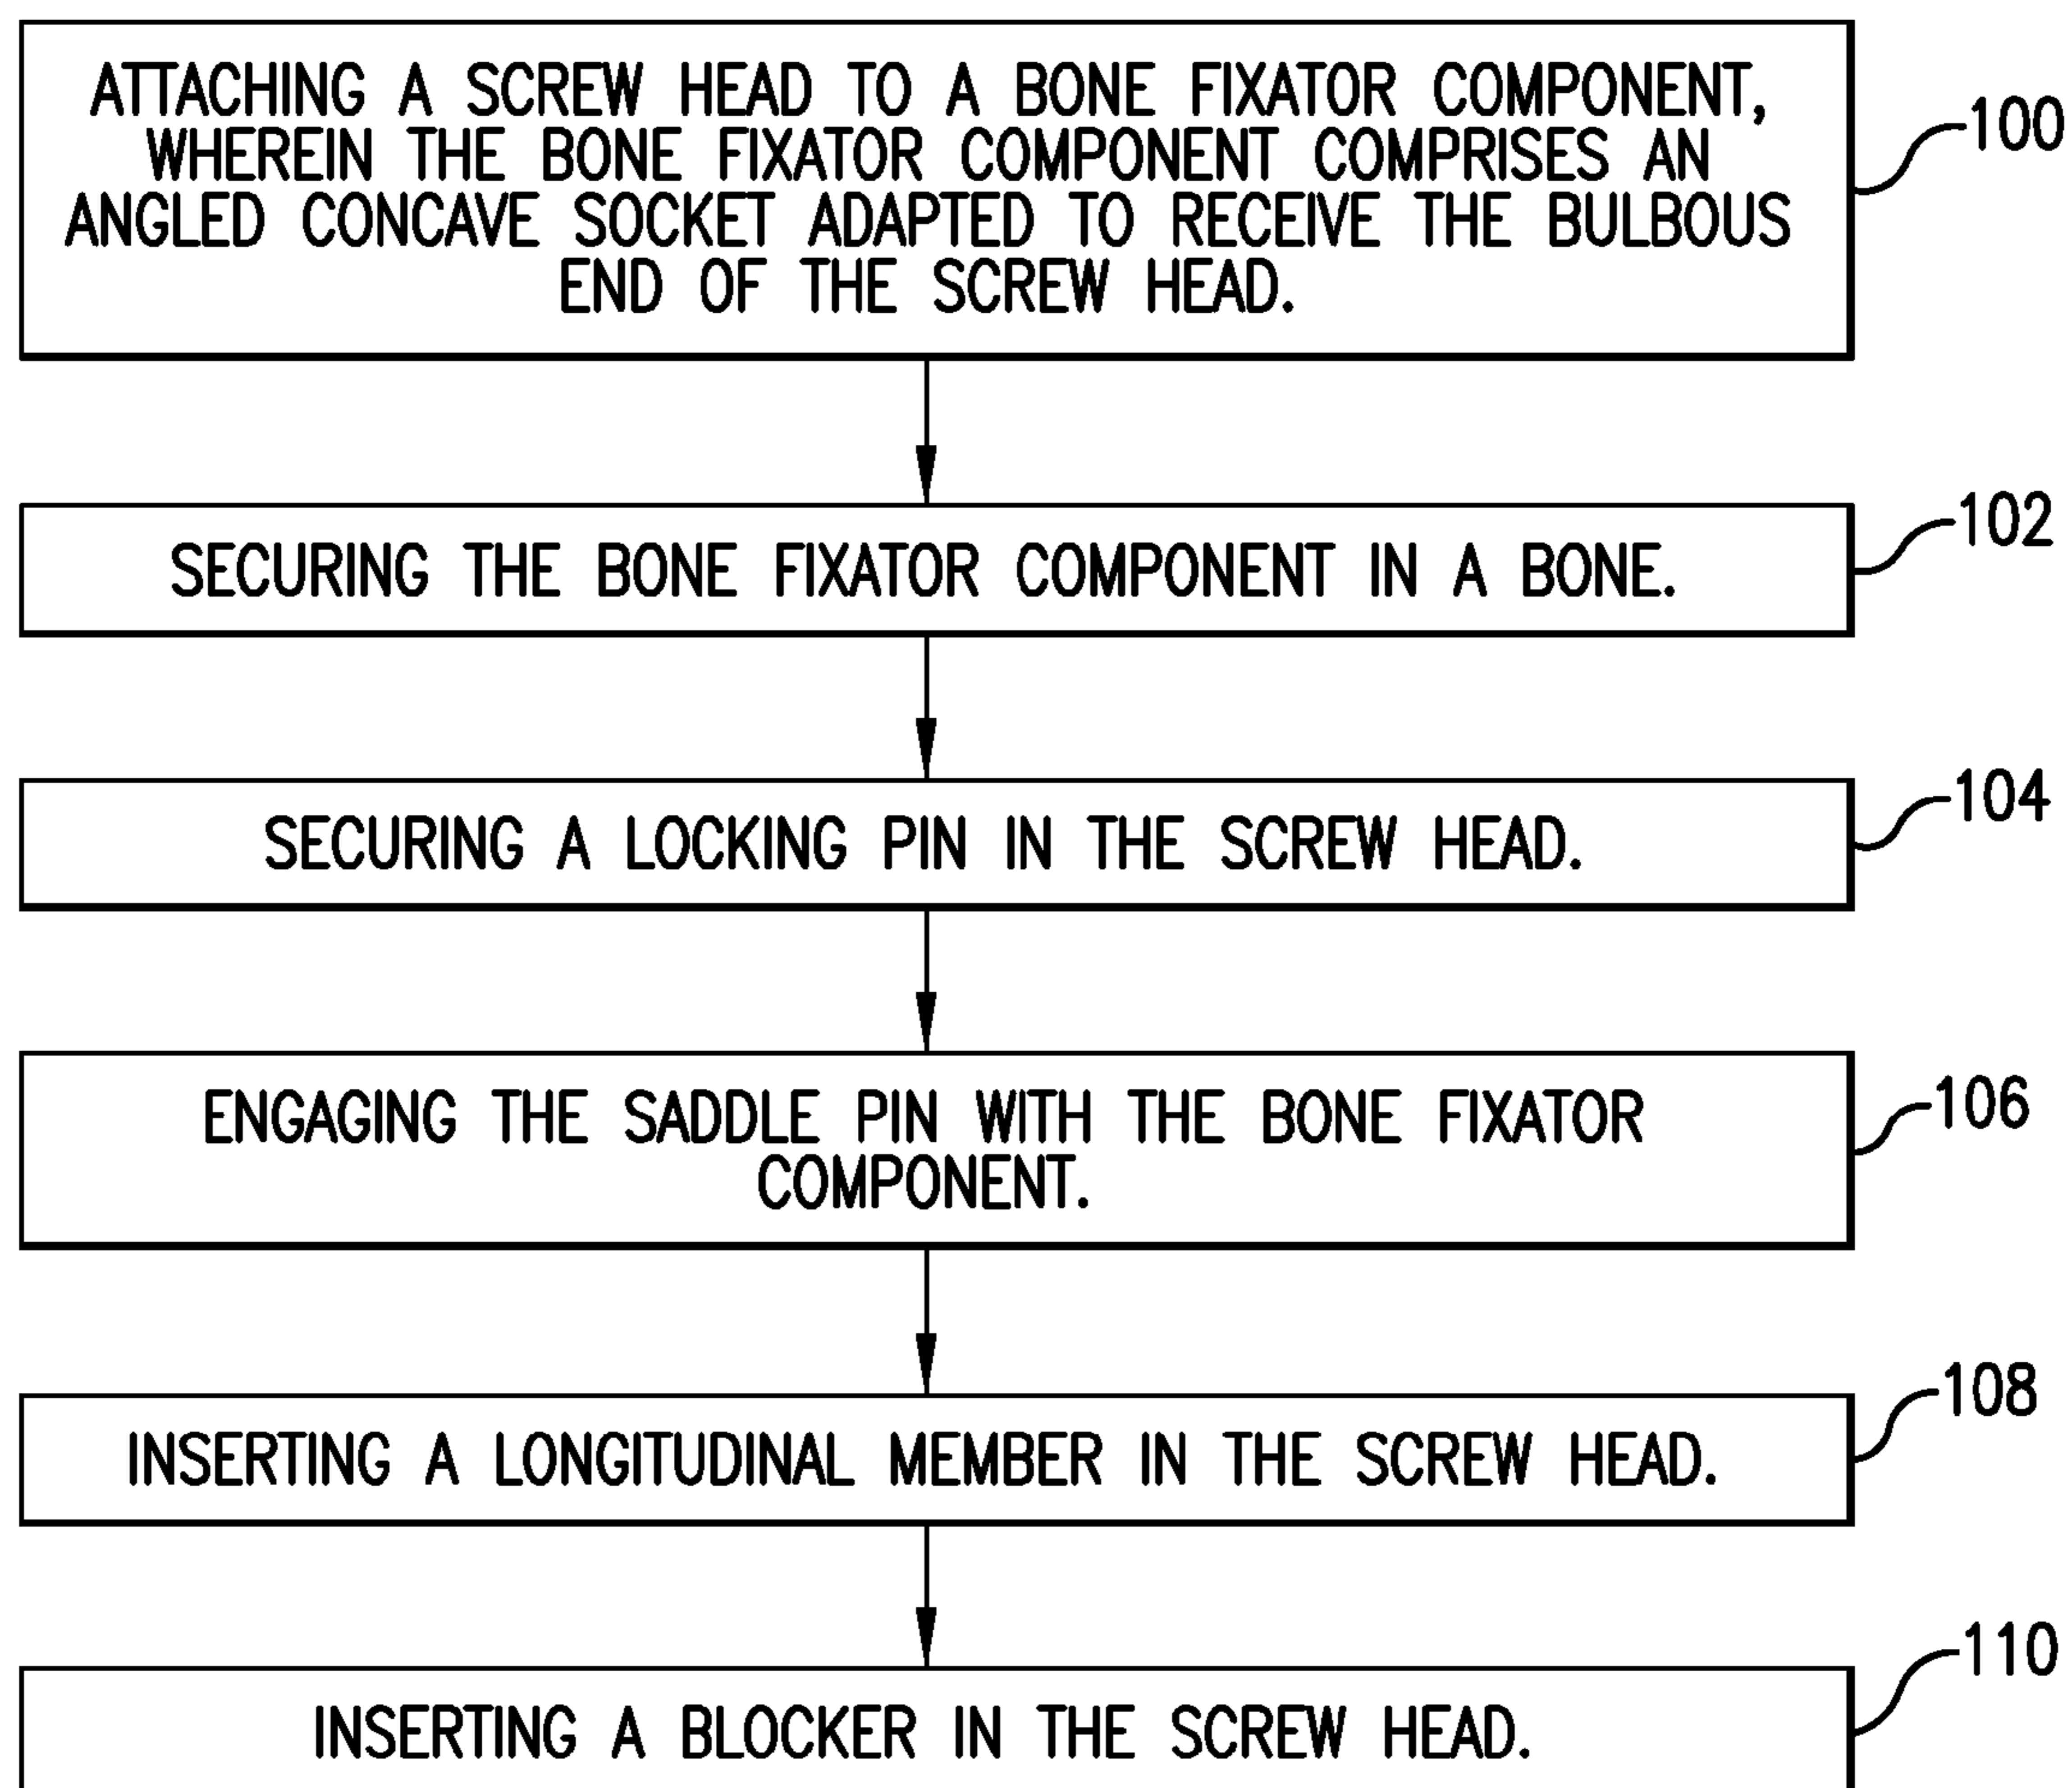 ATTACHING A SCREW HEAD TO A BONE FIXATOR COMPONENT,
WHEREIN THE BONE FIXATOR COMPONENT COMPRISES AN
ANGLED CONCAVE SOCKET ADAPTED TO RECEIVE THE BULBOUS
END OF THE SCREW HEAD.
100
SECURING THE BONE FIXATOR COMPONENT IN A BONE.
102
SECURING A LOCKING PIN IN THE SCREW HEAD.
104
ENGAGING THE SADDLE PIN WITH THE BONE FIXATOR
COMPONENT.
106
INSERTING A LONGITUDINAL MEMBER IN THE SCREW HEAD.
108
INSERTING A BLOCKER IN THE SCREW HEAD.
110